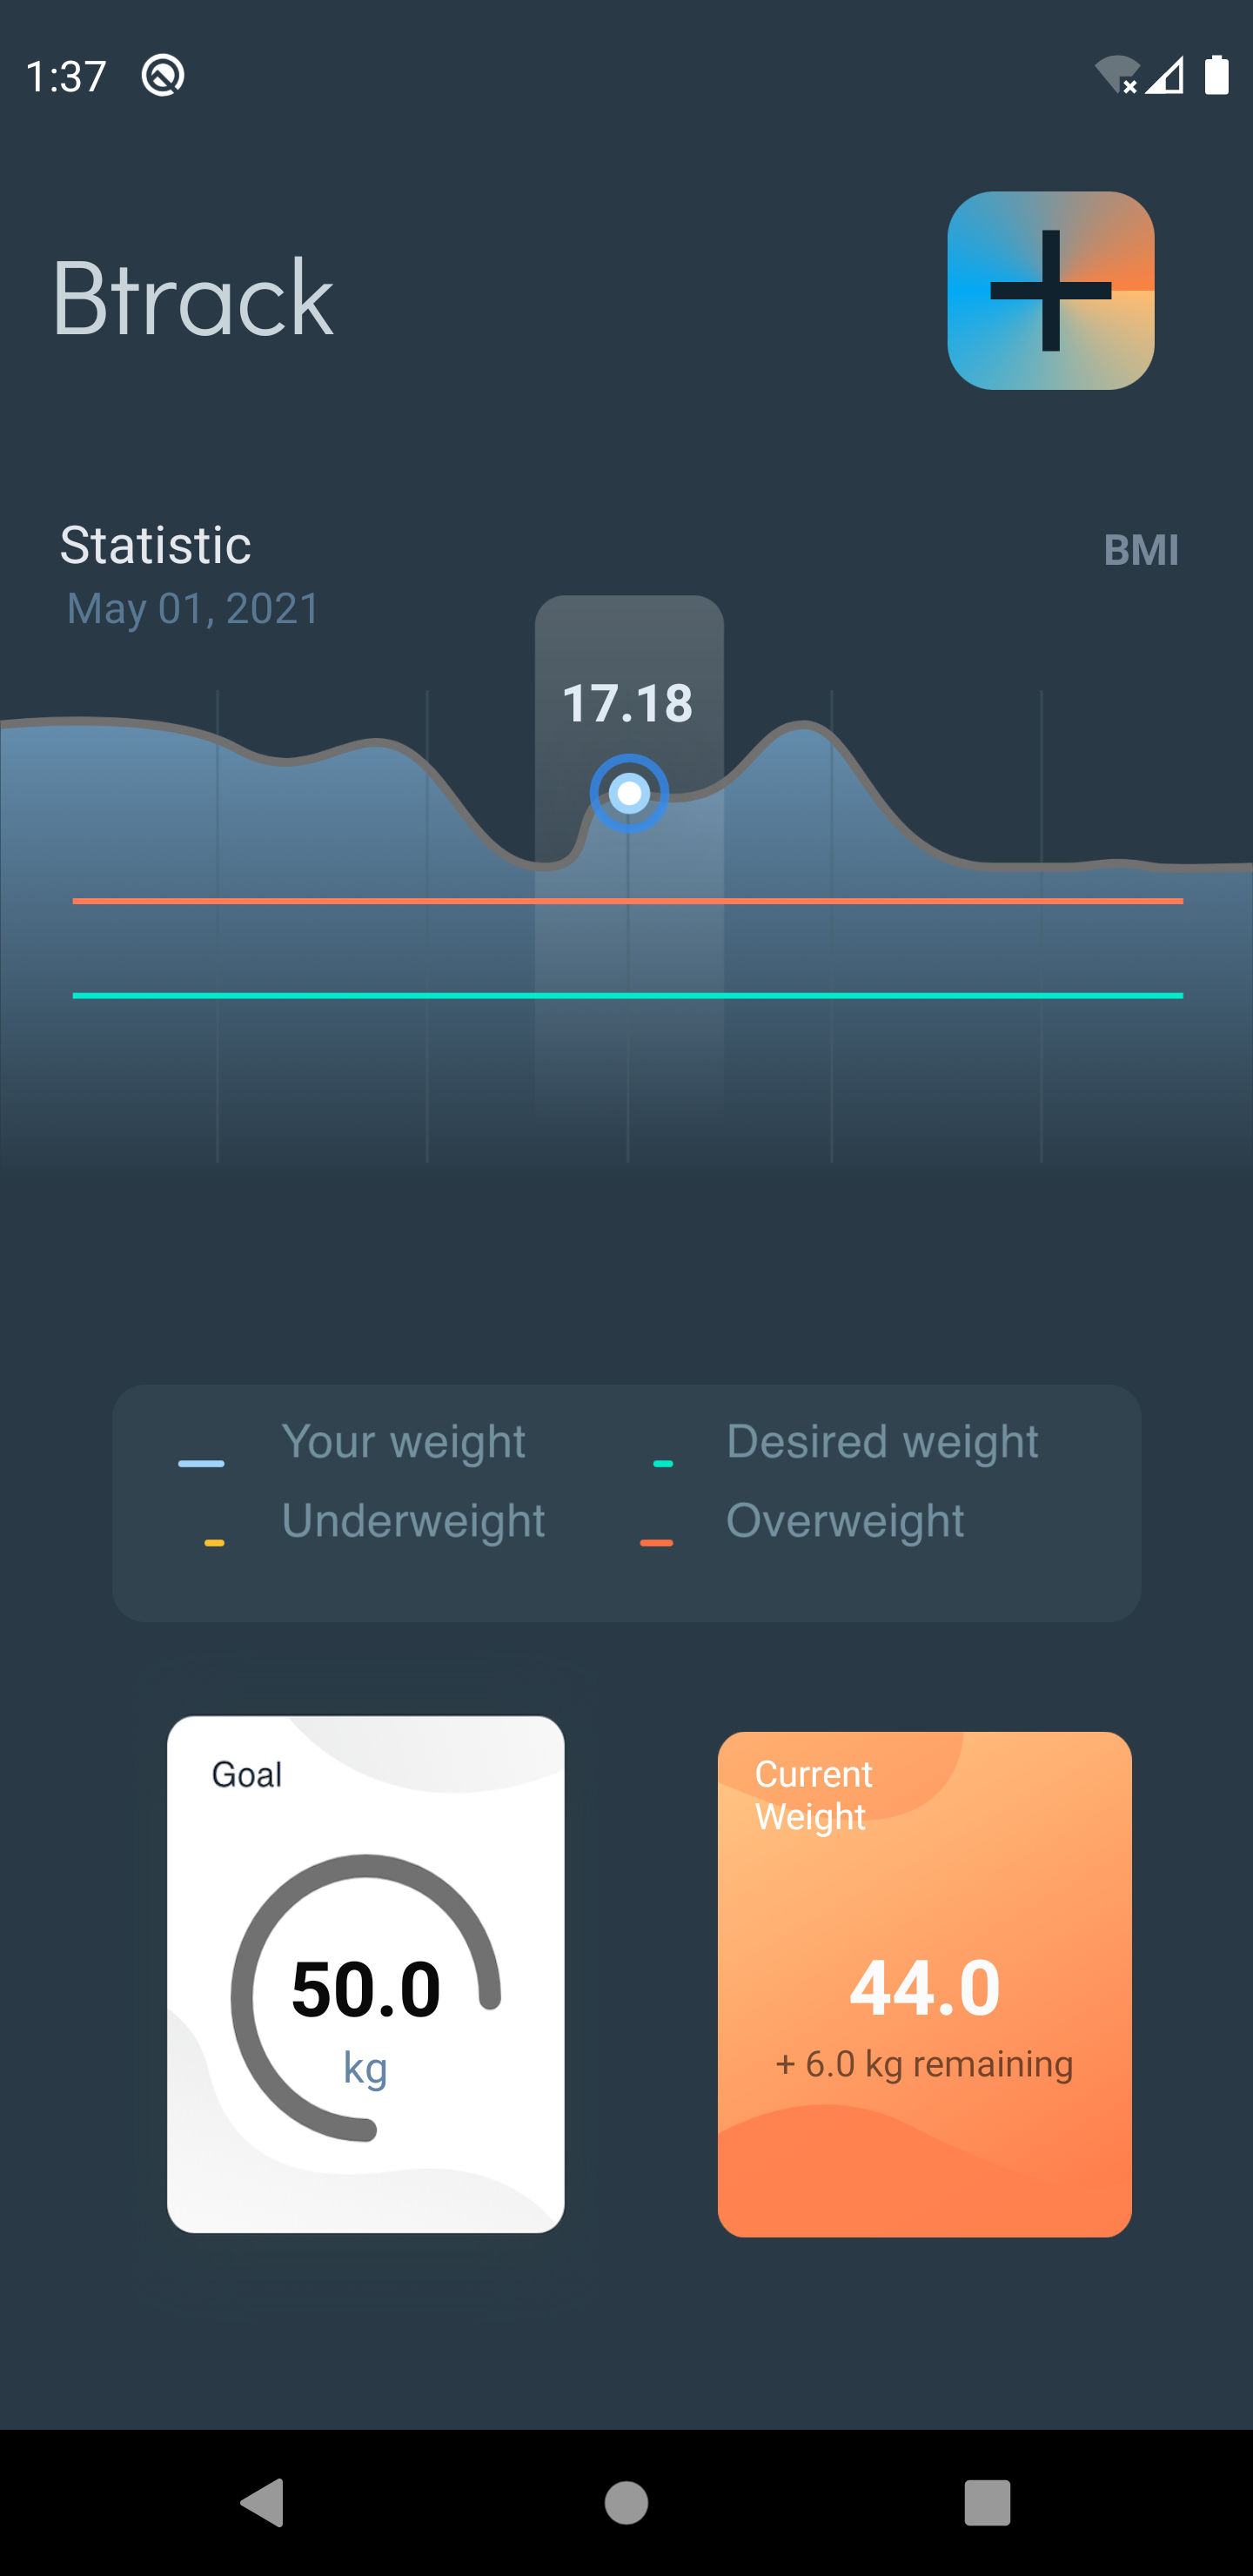 1:37
Btrack
Statistic
BMI
May 01, 2021
17.18
Your weight
Desired weight
Underweight
Overweight
Goal
50.0
kg
Current
Weight
44.0
+ 6.0 kg remaining